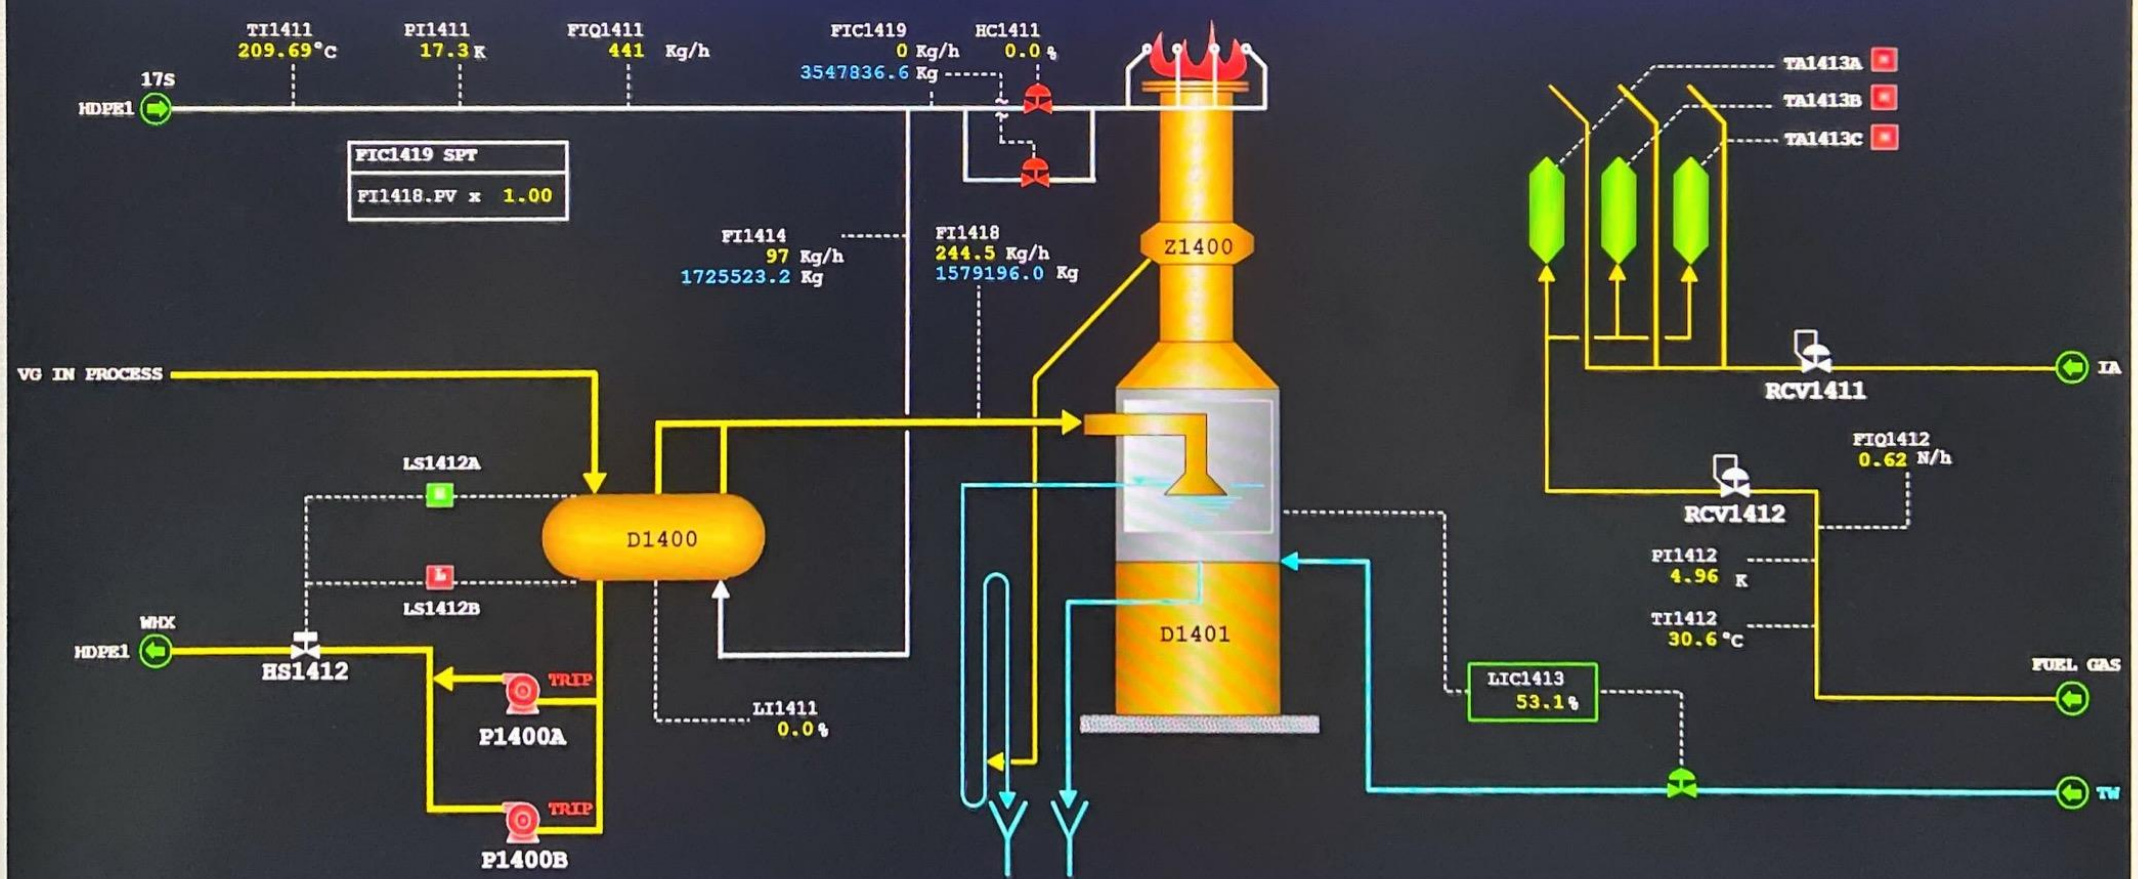 TI1411
209.69°C
PI1411
17.3 K
FIQ1411
441 Kg/h
FIC1419
0 Kg/h
3547836.6 Kg
HC1411
0.0 %
17S
HDPE1
FIC1419 SPT
FI1418.PV x 1.00
FI1414
97 Kg/h
1725523.2 Kg
FI1418
244.5 Kg/h
1579196.0 Kg
Z1400
TA1413A
TA1413B
TA1413C
IA
RCV1411
FIQ1412
0.62 N/h
RCV1412
PI1412
4.96 K
TI1412
30.6 °C
FUEL GAS
VG IN PROCESS
LS1412A
D1400
L
LS1412B
WHX
HDPE1
HS1412
TRIP
P1400A
TRIP
P1400B
LI1411
0.0 %
D1401
LIC1413
53.1 %
TW